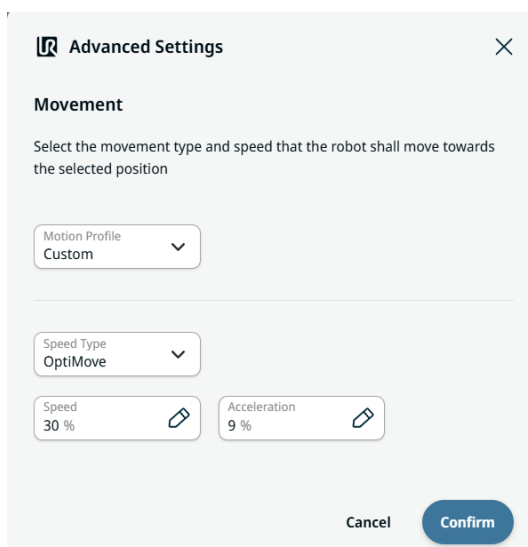 UR Advanced Settings
Movement
Select the movement type and speed that the robot shall move towards
the selected position
Motion Profile
Custom
Speed Type
OptiMove
Speed
30 %
Acceleration
9 %
Cancel Confirm